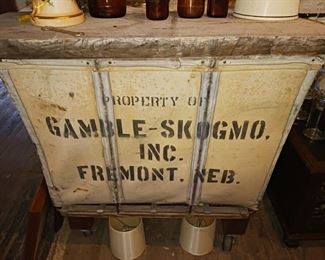 PROPERTY OF
GAMBLE-SKOGMO,
INC.
FREMONT, NEB.